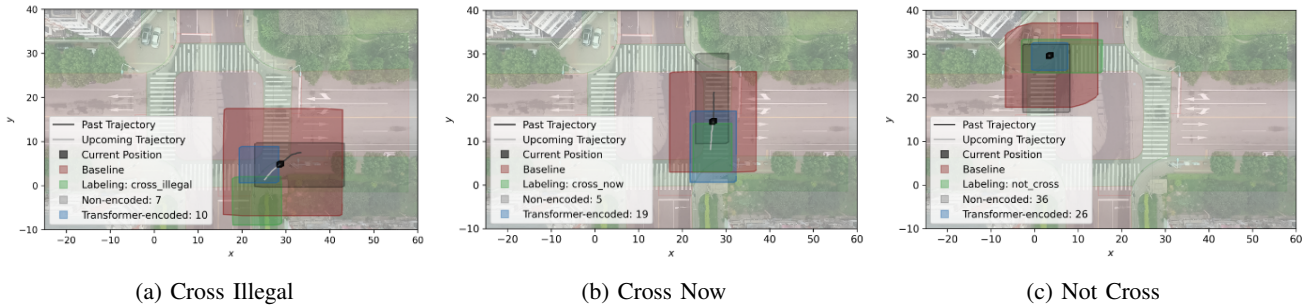 40
30
20
10
0
−10
y
−20
−10
0
10
20
30
40
50
60
x
Past Trajectory
Upcoming Trajectory
Current Position
Baseline
Labeling: cross_illegal
Non-encoded: 7
Transformer-encoded: 10
(a) Cross Illegal
40
30
20
10
0
−10
y
−20
−10
0
10
20
30
40
50
60
x
Past Trajectory
Upcoming Trajectory
Current Position
Baseline
Labeling: cross_now
Non-encoded: 5
Transformer-encoded: 19
(b) Cross Now
40
30
20
10
0
−10
y
−20
−10
0
10
20
30
40
50
60
x
Past Trajectory
Upcoming Trajectory
Current Position
Baseline
Labeling: not_cross
Non-encoded: 36
Transformer-encoded: 26
(c) Not Cross